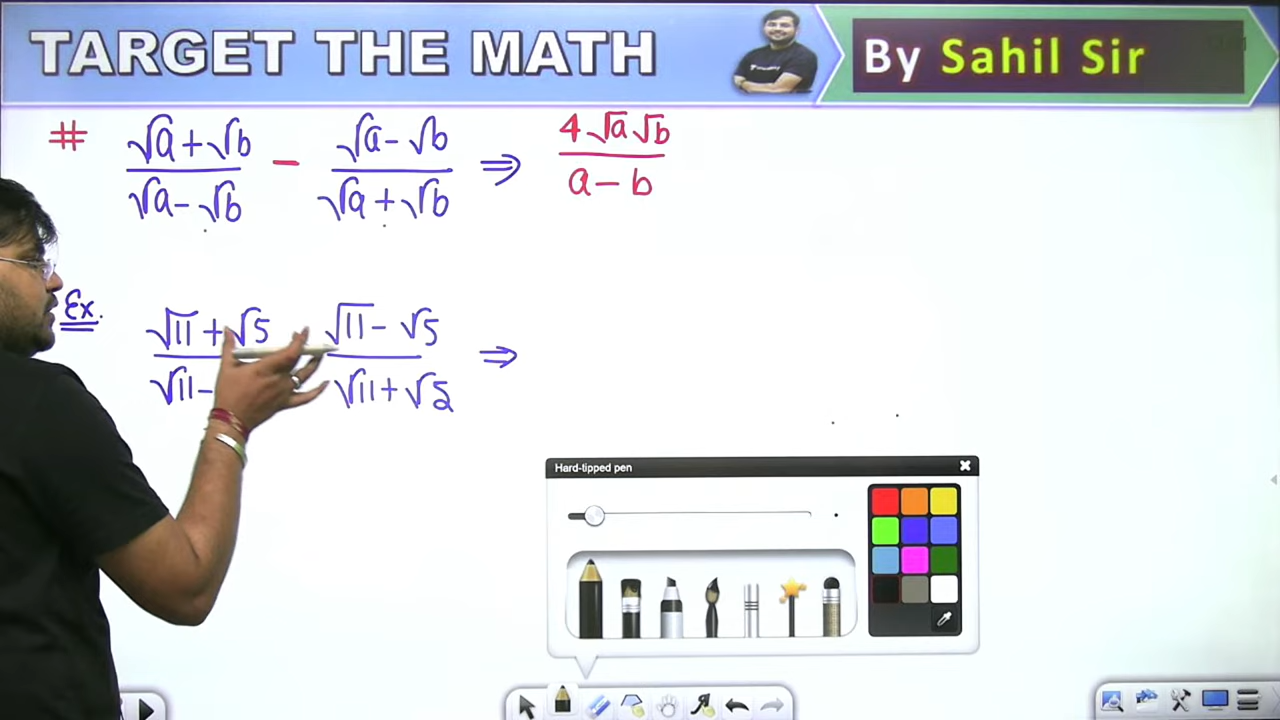 TARGET THE MATH
By Sahil Sir
# (√a + √b)/(√a - √b) - (√a - √b)/(√a + √b) ⇒ (4√a√b)/(a - b)
Ex. (√11 + √5)/(√11 - (√11 - √5)/(√11 + √5) ⇒
Hard-tipped pen